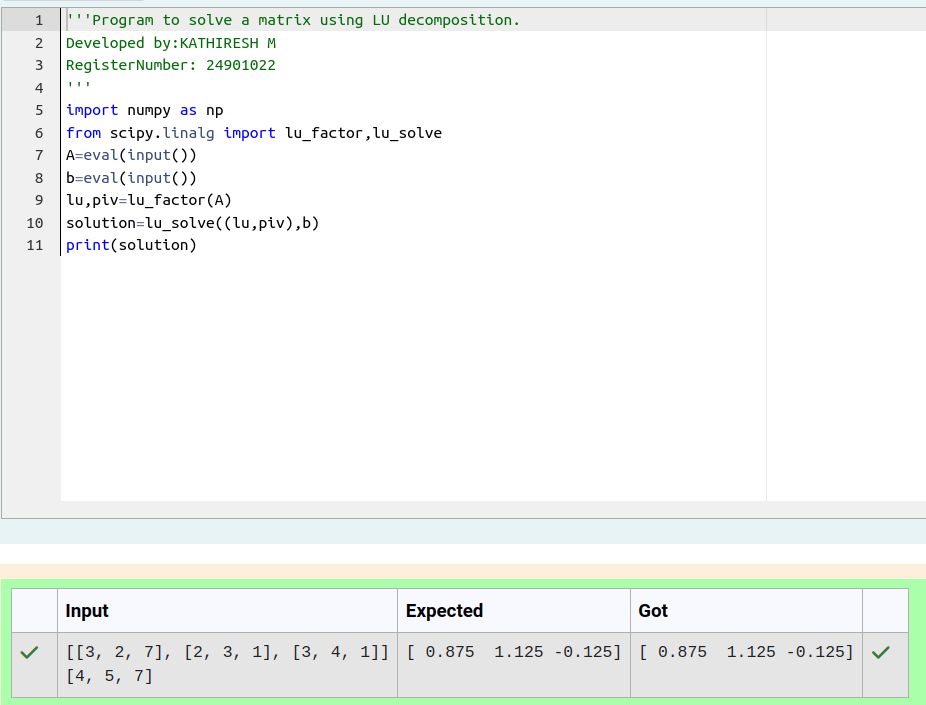 1 '''Program to solve a matrix using LU decomposition.
2 Developed by:KATHIRESH M
3 RegisterNumber: 24901022
4 '''
5 import numpy as np
6 from scipy.linalg import lu_factor,lu_solve
7 A=eval(input())
8 b=eval(input())
9 lu,piv=lu_factor(A)
10 solution=lu_solve((lu,piv),b)
11 print(solution)
Input Expected Got
[[3, 2, 7], [2, 3, 1], [3, 4, 1]] [ 0.875  1.125 -0.125] [ 0.875  1.125 -0.125]
[4, 5, 7]